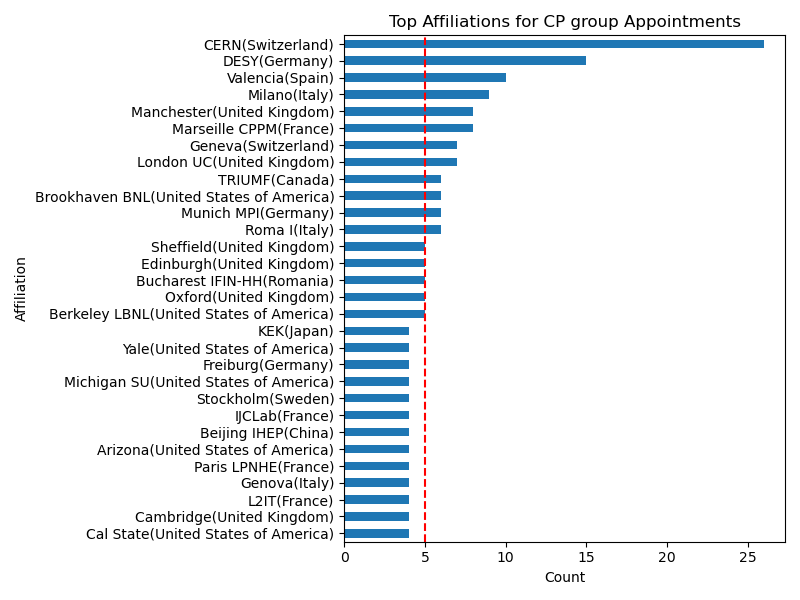 Top Affiliations for CP group Appointments
CERN(Switzerland)
DESY(Germany)
Valencia(Spain)
Milano(Italy)
Manchester(United Kingdom)
Marseille CPPM(France)
Geneva(Switzerland)
London UC(United Kingdom)
TRIUMF(Canada)
Brookhaven BNL(United States of America)
Munich MPI(Germany)
Roma I(Italy)
Sheffield(United Kingdom)
Edinburgh(United Kingdom)
Bucharest IFIN-HH(Romania)
Oxford(United Kingdom)
Berkeley LBNL(United States of America)
KEK(Japan)
Yale(United States of America)
Freiburg(Germany)
Michigan SU(United States of America)
Stockholm(Sweden)
IJCLab(France)
Beijing IHEP(China)
Arizona(United States of America)
Paris LPNHE(France)
Genova(Italy)
L2IT(France)
Cambridge(United Kingdom)
Cal State(United States of America)
Affiliation
0 5 10 15 20 25
Count